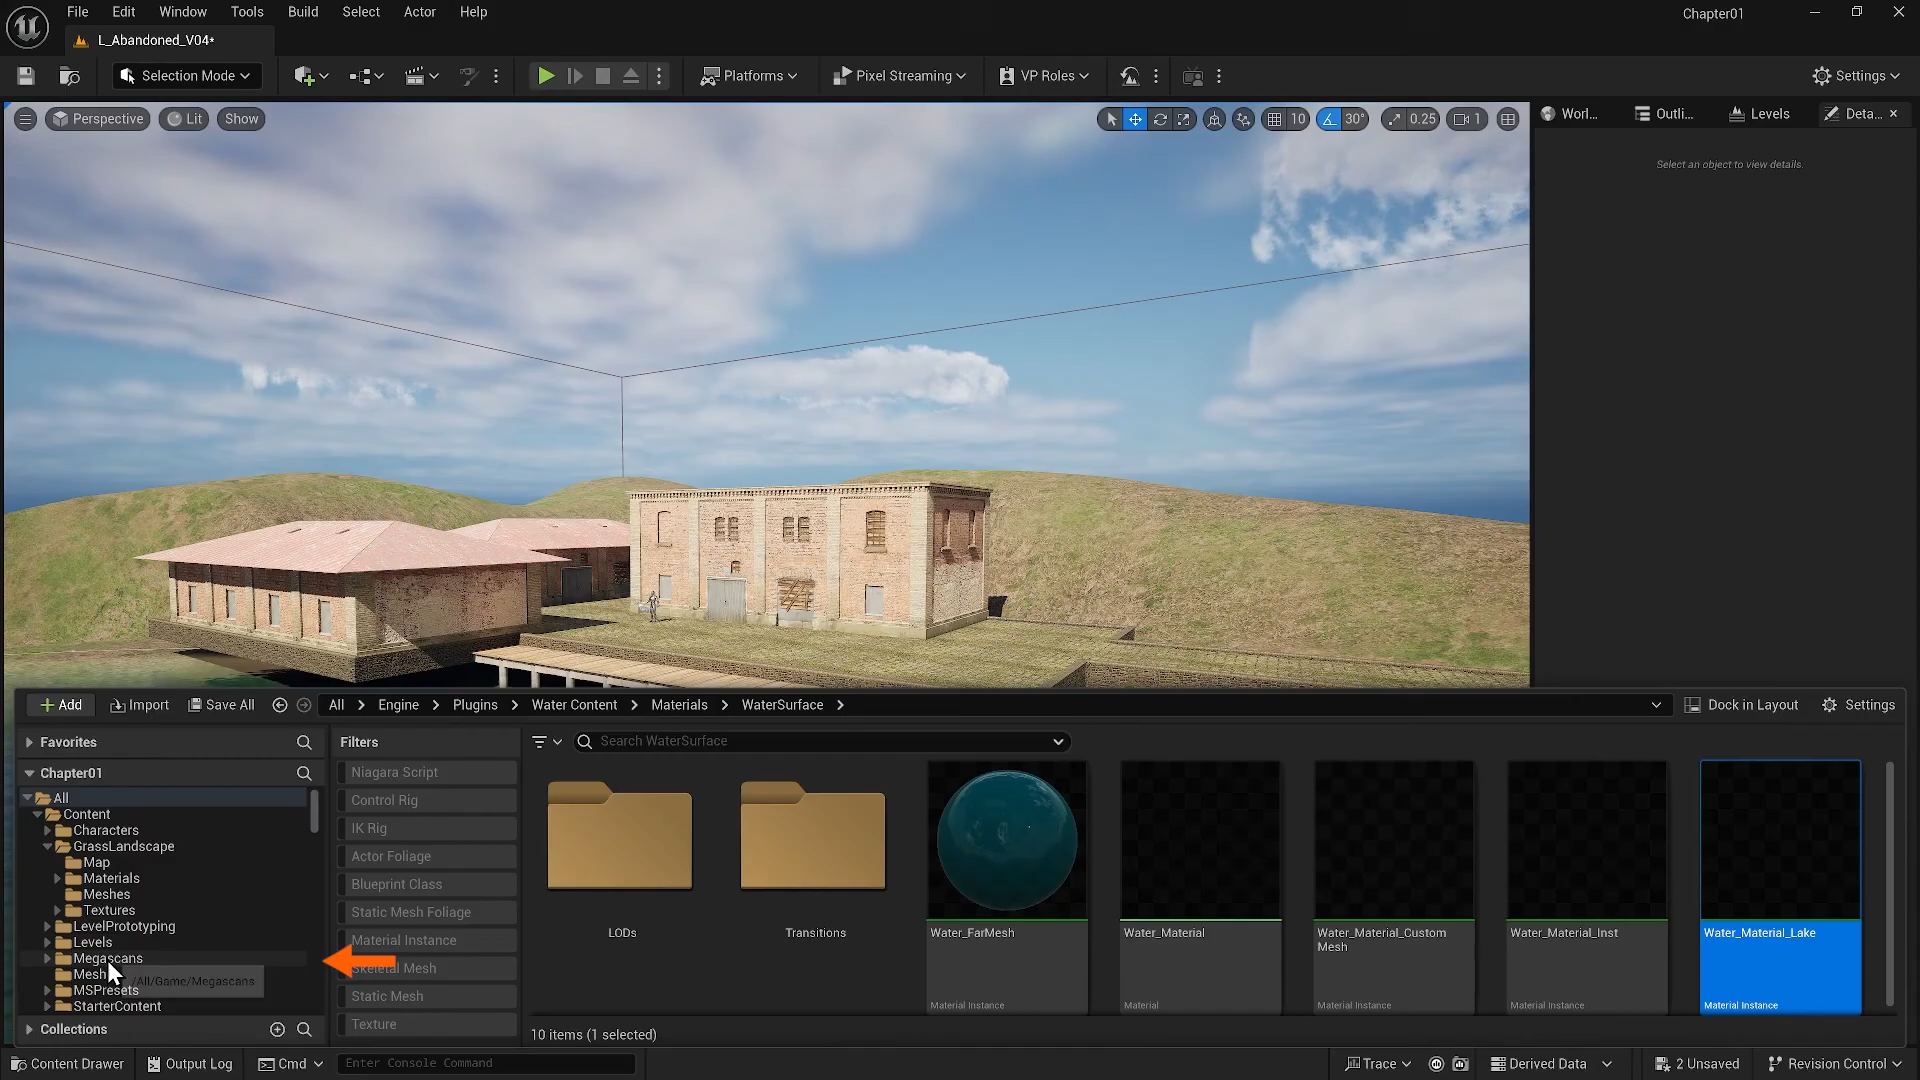 File Edit Window Tools Build Select Actor Help
Chapter01
L_Abandoned_V04*
Selection Mode
Platforms
Pixel Streaming
VP Roles
Settings
Perspective
Lit
Show
10
30°
0.25
1
Worl...
Outli...
Levels
Deta...
Select an object to view details.
Add
Import
Save All
All > Engine > Plugins > Water Content > Materials > WaterSurface >
Dock in Layout
Settings
Favorites
Filters
Search WaterSurface
Chapter01
All
Content
Characters
GrassLandscape
Map
Materials
Meshes
Textures
LevelPrototyping
Levels
Megascans
Mesh
/All/Game/Megascans
MSPresets
StarterContent
Collections
Niagara Script
Control Rig
IK Rig
Actor Foliage
Blueprint Class
Static Mesh Foliage
Material Instance
Skeletal Mesh
Static Mesh
Texture
LODs
Transitions
Water_FarMesh
Material Instance
Water_Material
Material
Water_Material_Custom
Mesh
Material Instance
Water_Material_Inst
Material Instance
Water_Material_Lake
Material Instance
10 items (1 selected)
Content Drawer
Output Log
Cmd
Enter Console Command
Trace
Derived Data
2 Unsaved
Revision Control